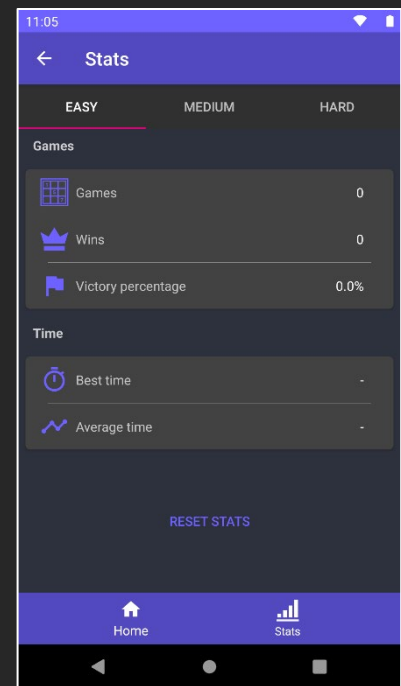 11:05
Stats
EASY MEDIUM HARD
Games
Games 0
Wins 0
Victory percentage 0.0%
Time
Best time -
Average time -
RESET STATS
Home Stats